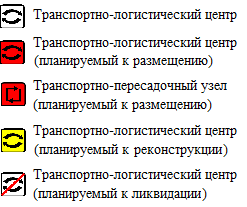 Транспортно-логистический центр
Транспортно-логистический центр
(планируемый к размещению)
Транспортно-пересадочный узел
(планируемый к размещению)
Транспортно-логистический центр
(планируемый к реконструкции)
Транспортно-логистический центр
(планируемый к ликвидации)